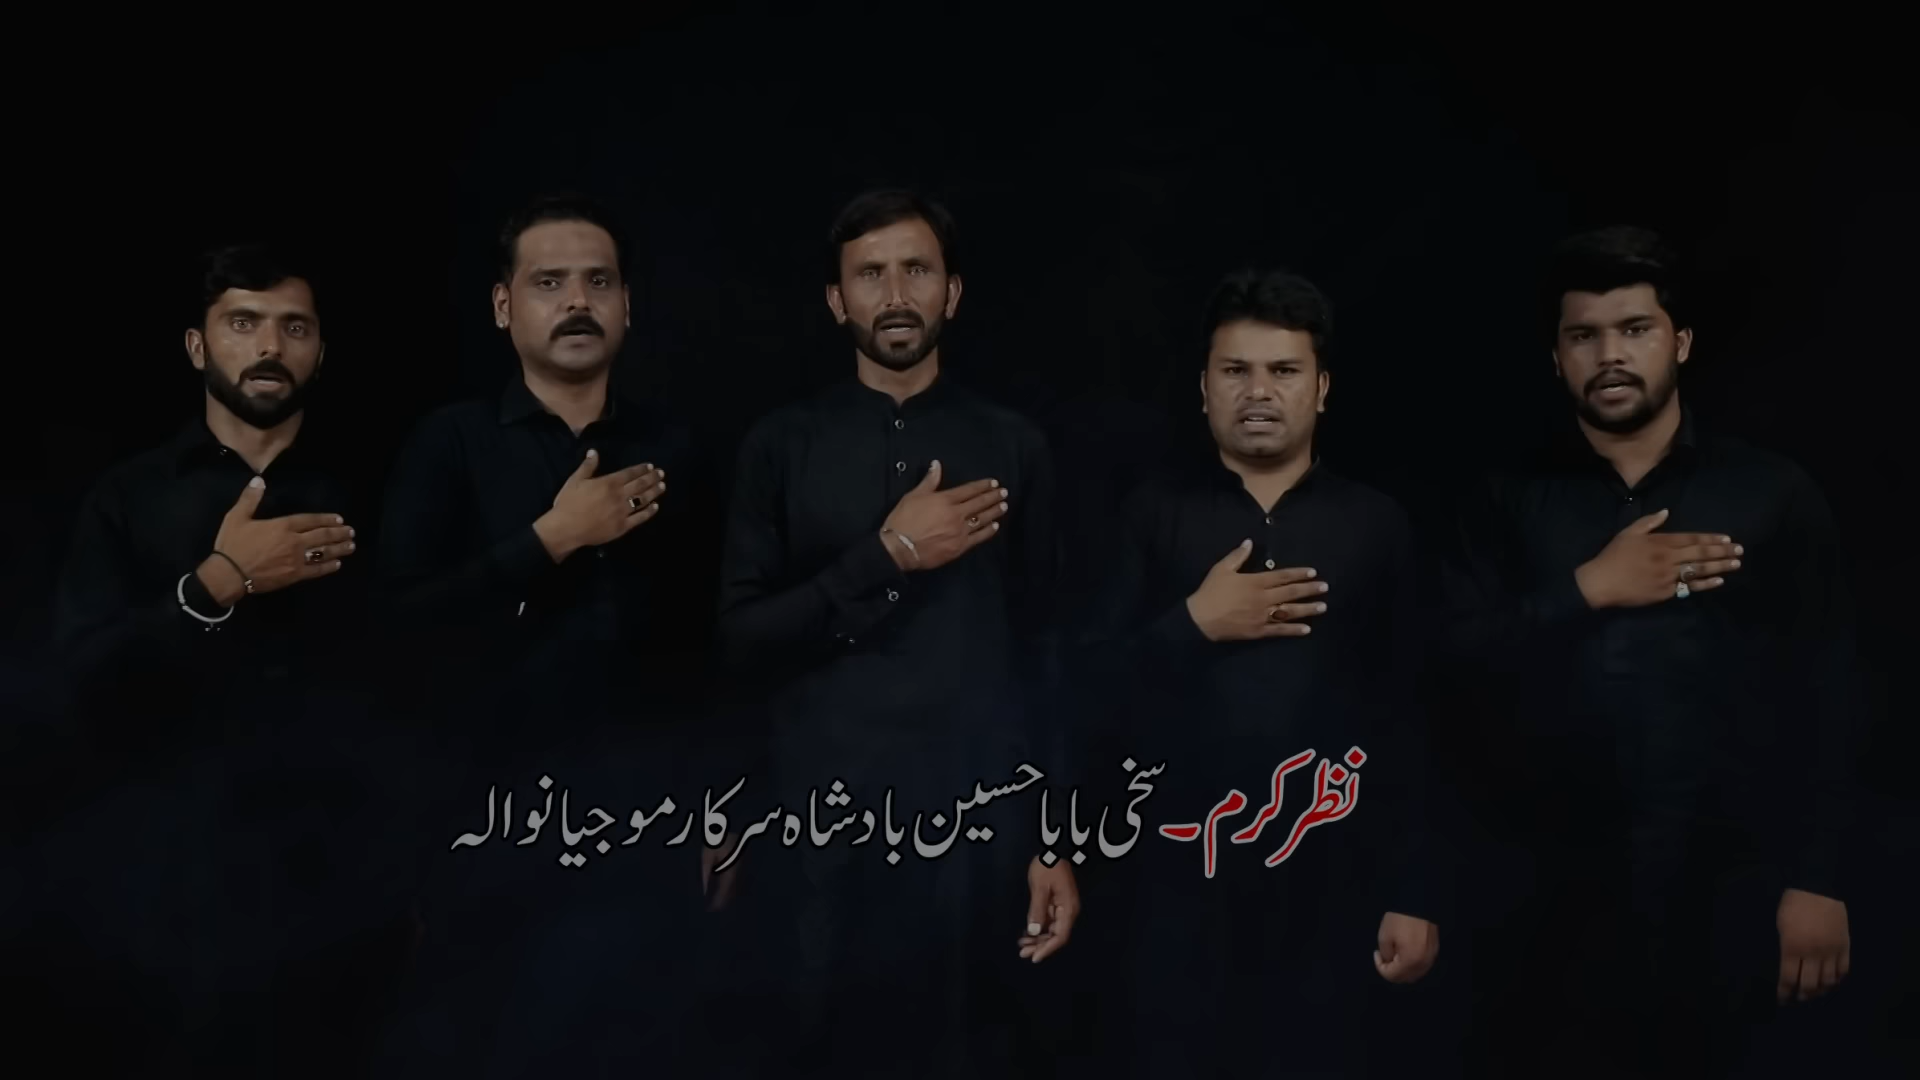 نظر کرم۔ سخی بابا حسین بادشاہ سرکار موجیانوالہ